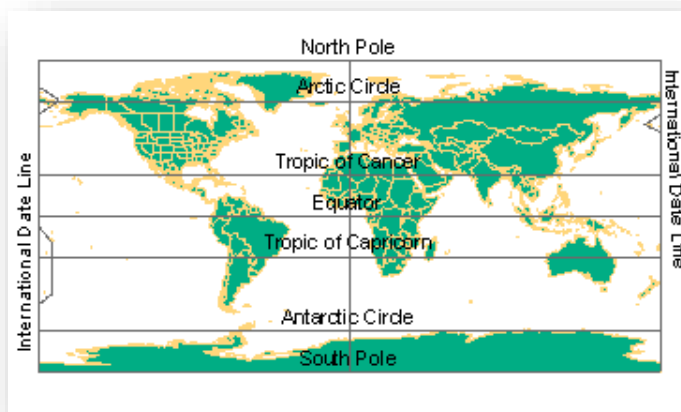 North Pole
Arctic Circle
Tropic of Cancer
Equator
Tropic of Capricorn
Antarctic Circle
South Pole
International Date Line
International Date Line